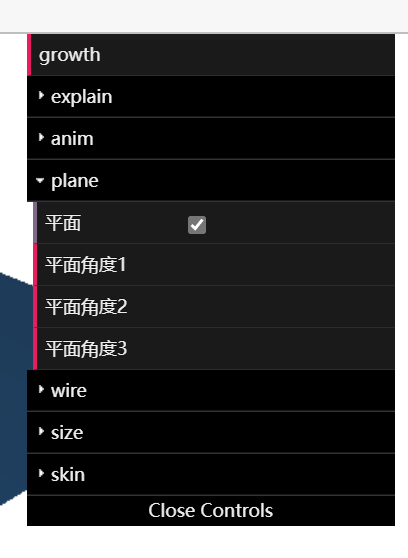 growth
explain
anim
plane
平面
平面角度1
平面角度2
平面角度3
wire
size
skin
Close Controls